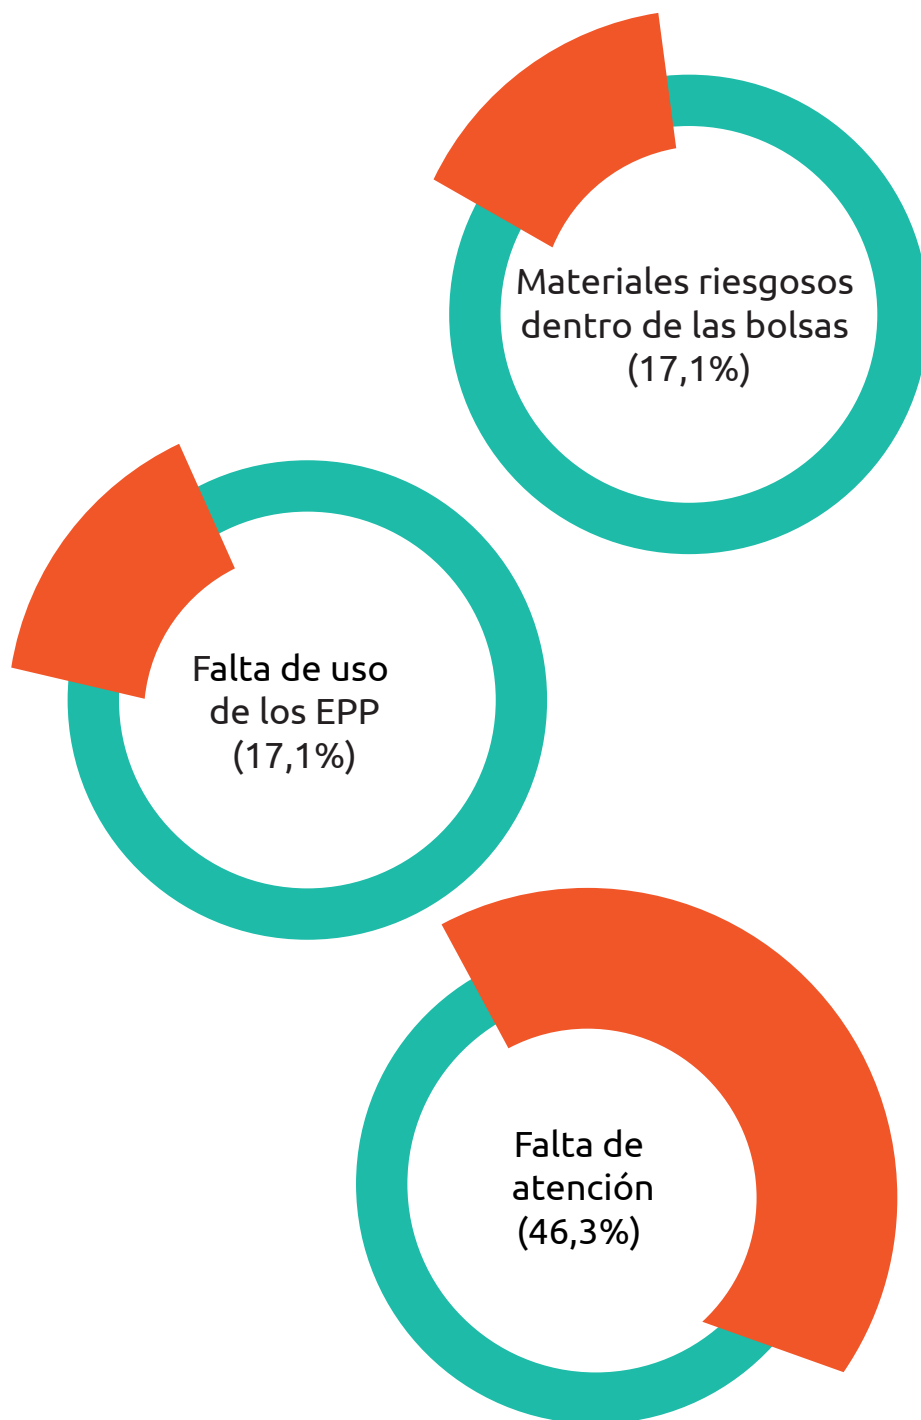 Materiales riesgosos
dentro de las bolsas
(17,1%)
Falta de uso
de los EPP
(17,1%)
Falta de
atención
(46,3%)